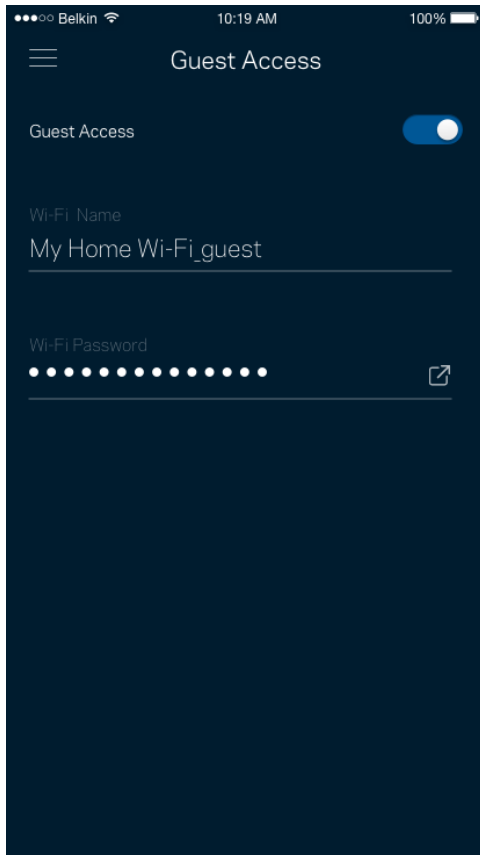 Belkin 10:19 AM 100%
Guest Access
Guest Access
Wi-Fi Name
My Home Wi-Fi_guest
Wi-Fi Password
●●●●●●●●●●●●●●